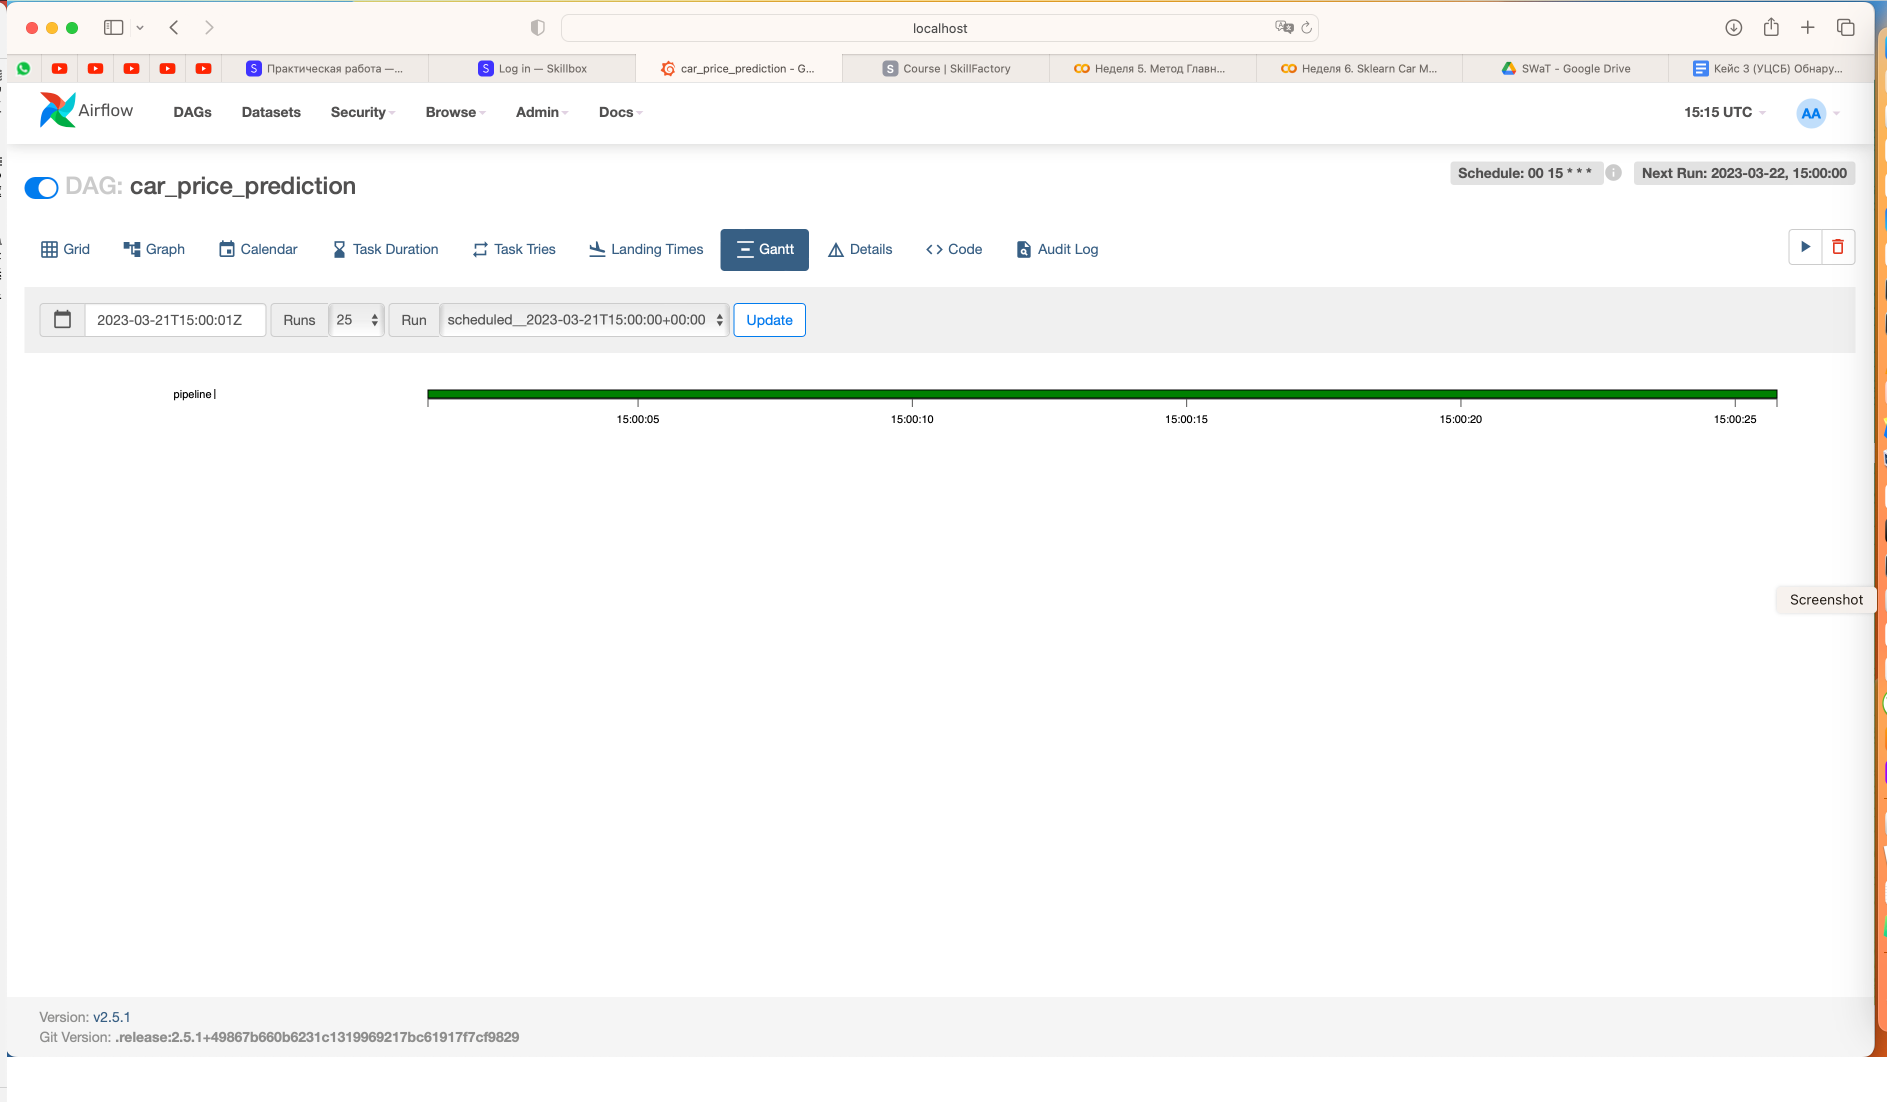 localhost
Практическая работа —...
Log in — Skillbox
car_price_prediction - G...
Course | SkillFactory
Неделя 5. Метод Главн...
Неделя 6. Sklearn Car M...
SWaT - Google Drive
Кейс 3 (УЦСБ) Обнару...
Airflow
DAGs
Datasets
Security
Browse
Admin
Docs
15:15 UTC
AA
DAG: car_price_prediction
Schedule: 00 15 * * *
Next Run: 2023-03-22, 15:00:00
Grid
Graph
Calendar
Task Duration
Task Tries
Landing Times
Gantt
Details
Code
Audit Log
2023-03-21T15:00:01Z
Runs
25
Run
scheduled__2023-03-21T15:00:00+00:00
Update
pipeline
15:00:05
15:00:10
15:00:15
15:00:20
15:00:25
Screenshot
Version: v2.5.1
Git Version: .release:2.5.1+49867b660b6231c1319969217bc61917f7cf9829